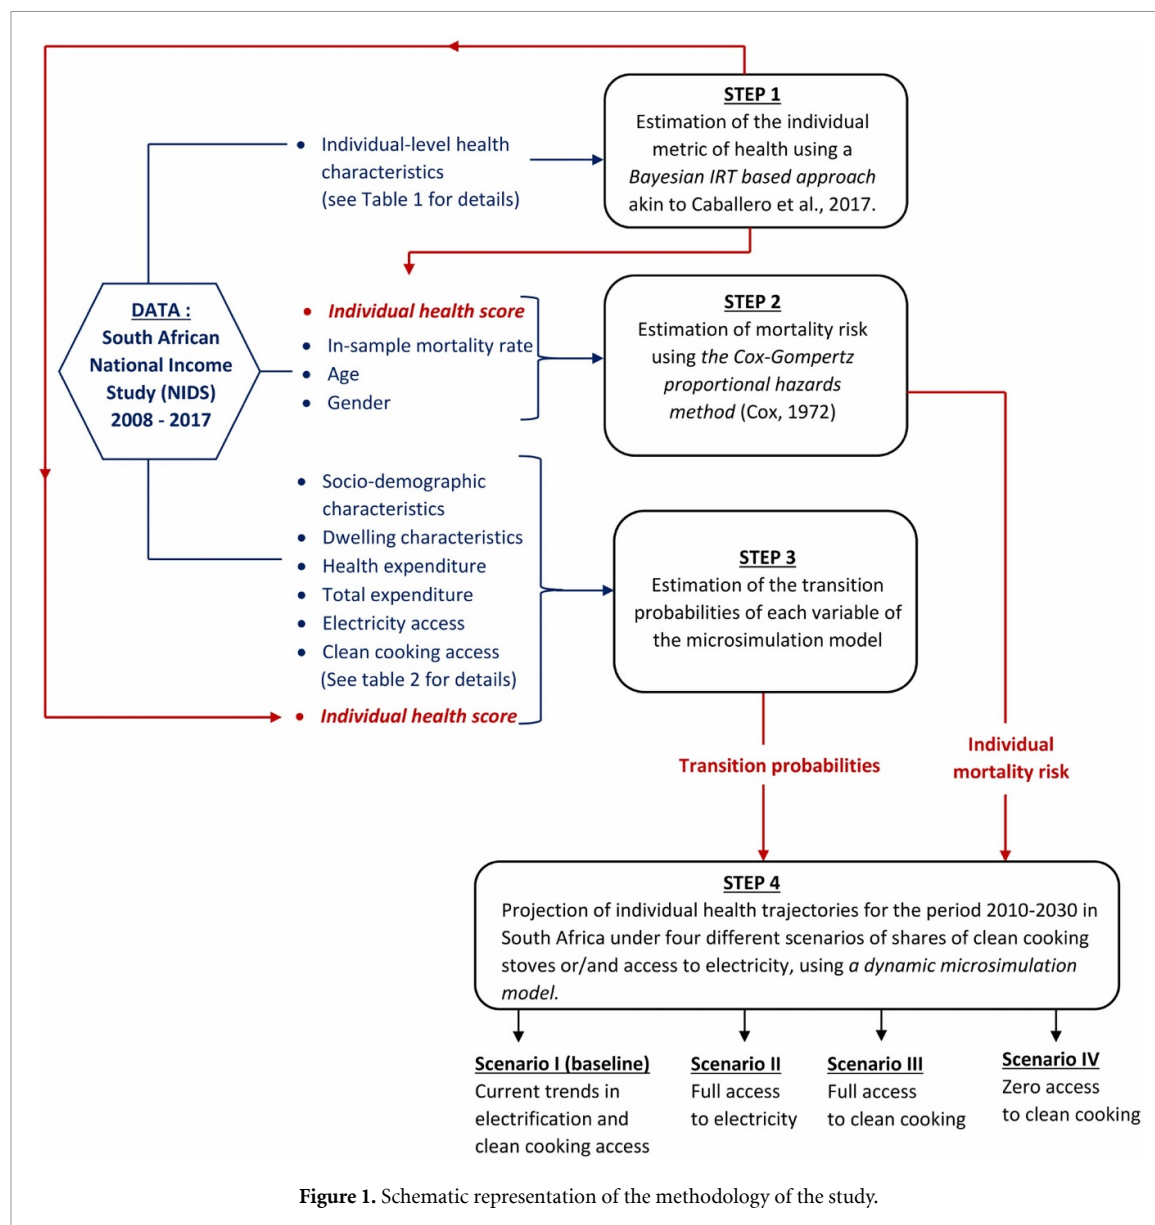 STEP 1
Estimation of the individual
metric of health using a
Bayesian IRT based approach
akin to Caballero et al., 2017.
• Individual-level health
characteristics
(see Table 1 for details)
DATA :
South African
National Income
Study (NIDS)
2008 - 2017
• Individual health score
• In-sample mortality rate
• Age
• Gender
STEP 2
Estimation of mortality risk
using the Cox-Gompertz
proportional hazards
method (Cox, 1972)
• Socio-demographic
characteristics
• Dwelling characteristics
• Health expenditure
• Total expenditure
• Electricity access
• Clean cooking access
(See table 2 for details)
• Individual health score
STEP 3
Estimation of the transition
probabilities of each variable of
the microsimulation model
Transition probabilities
Individual
mortality risk
STEP 4
Projection of individual health trajectories for the period 2010-2030 in
South Africa under four different scenarios of shares of clean cooking
stoves or/and access to electricity, using a dynamic microsimulation
model.
Scenario I (baseline)
Current trends in
electrification and
clean cooking access
Scenario II
Full access
to electricity
Scenario III
Full access
to clean cooking
Scenario IV
Zero access
to clean cooking
Figure 1. Schematic representation of the methodology of the study.